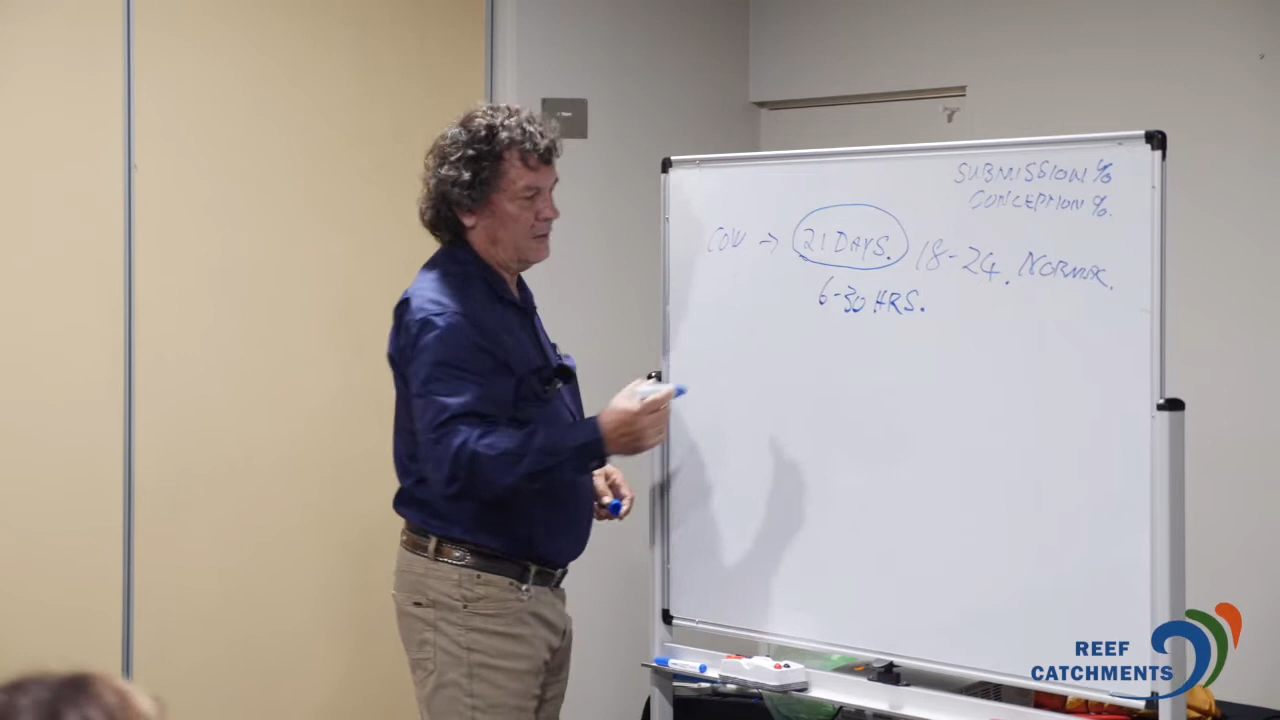 SUBMISSION %
CONCEPTION %.
COW → 21 DAYS. 18-24. NORMAL.
6-30 HRS.
REEF
CATCHMENTS